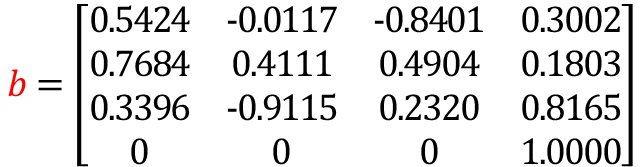 b = [0.5424 -0.0117 -0.8401 0.3002
0.7684 0.4111 0.4904 0.1803
0.3396 -0.9115 0.2320 0.8165
0 0 0 1.0000]